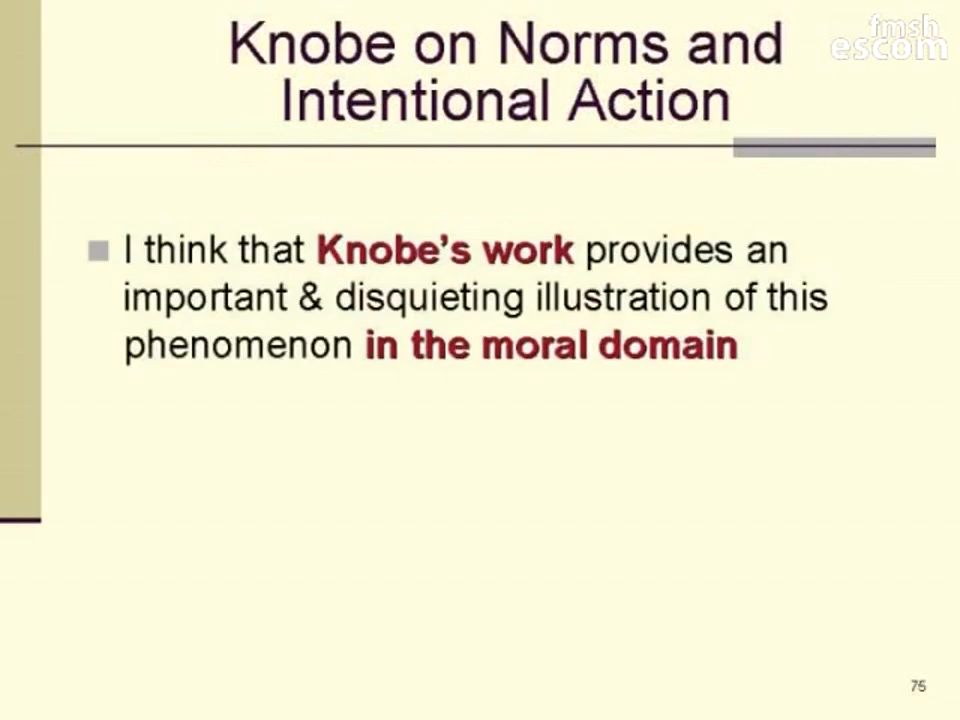 Knobe on Norms and
Intentional Action
fmsh
escom
I think that Knobe's work provides an
important & disquieting illustration of this
phenomenon in the moral domain
75